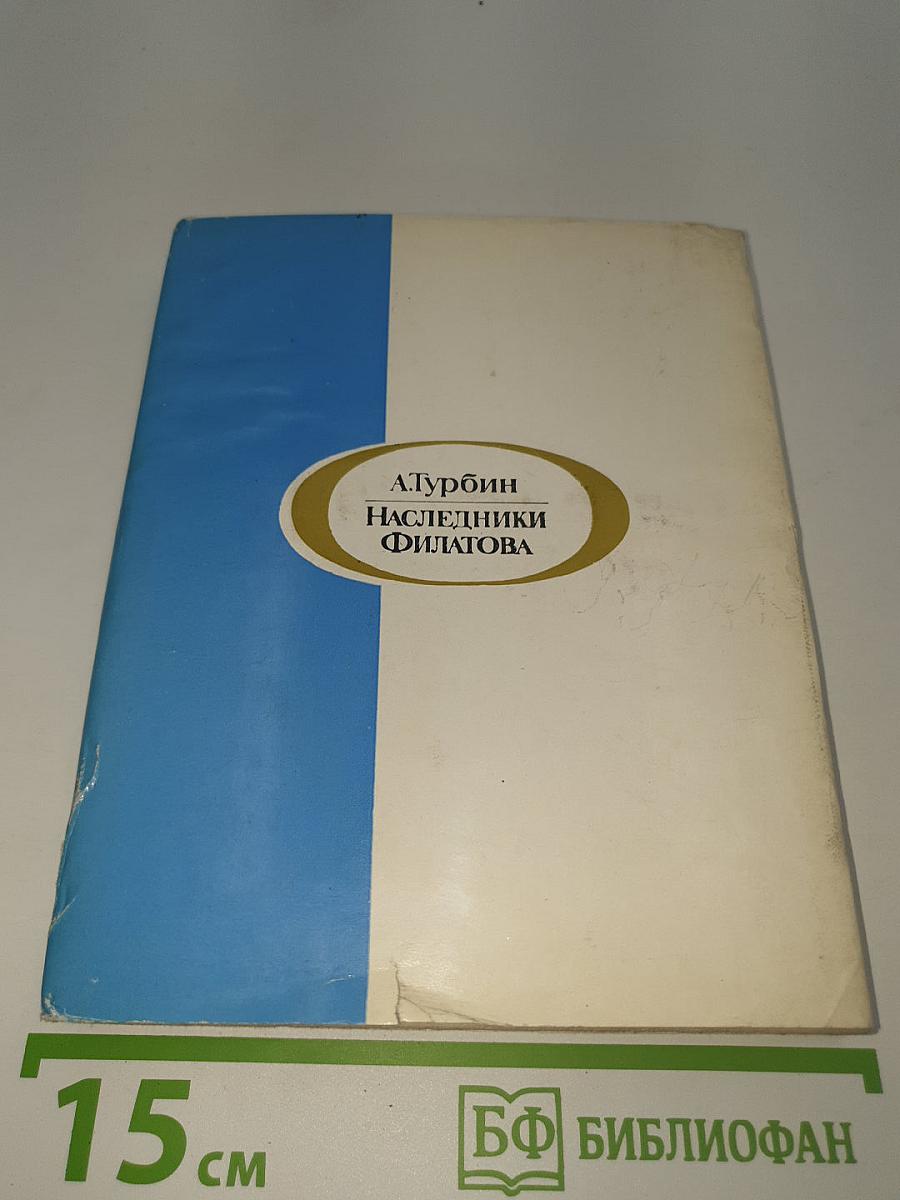 А.Турбин
НАСЛЕДНИКИ
ФИЛАТОВА
15 см
БФ БИБЛИОФАН